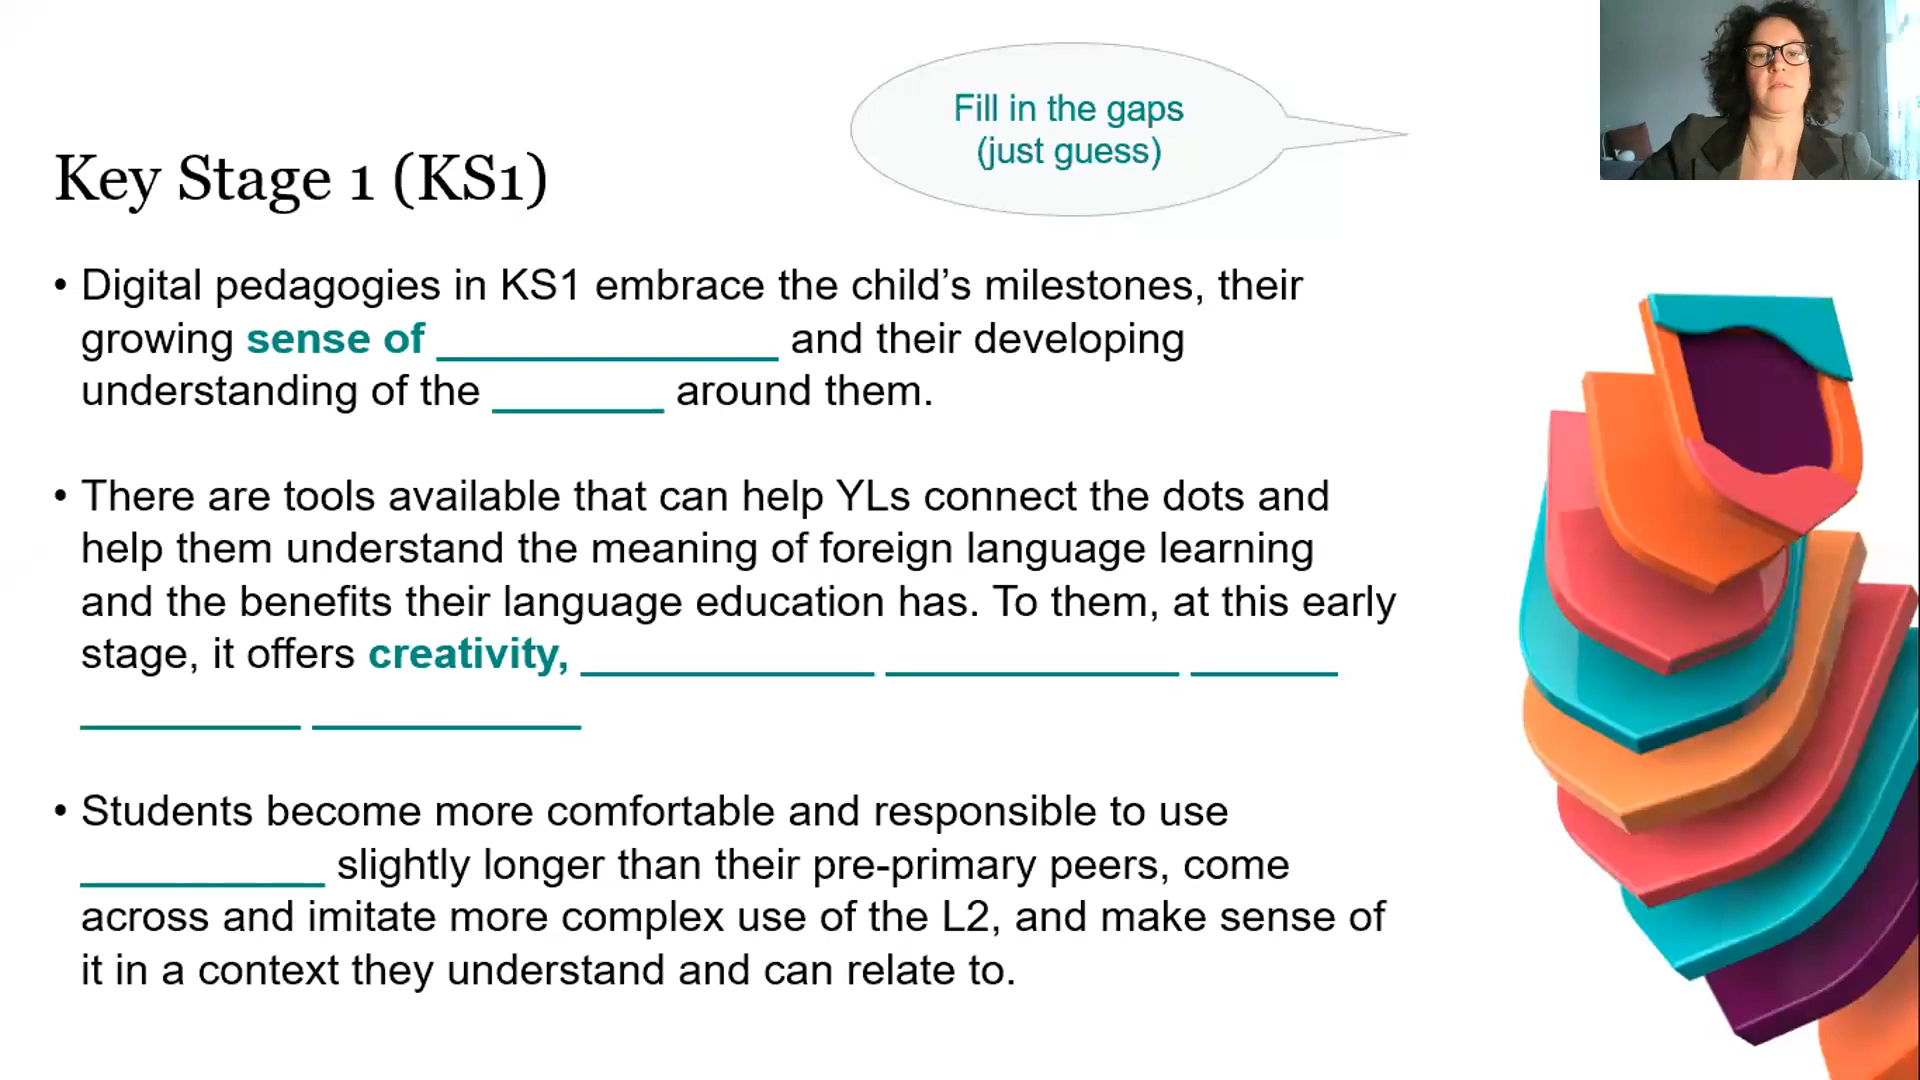 Fill in the gaps
(just guess)
Key Stage 1 (KS1)
• Digital pedagogies in KS1 embrace the child’s milestones, their
growing sense of ______________ and their developing
understanding of the _______ around them.
• There are tools available that can help YLs connect the dots and
help them understand the meaning of foreign language learning
and the benefits their language education has. To them, at this early
stage, it offers creativity, ____________ ____________ ______
_________ ___________
• Students become more comfortable and responsible to use
__________ slightly longer than their pre-primary peers, come
across and imitate more complex use of the L2, and make sense of
it in a context they understand and can relate to.